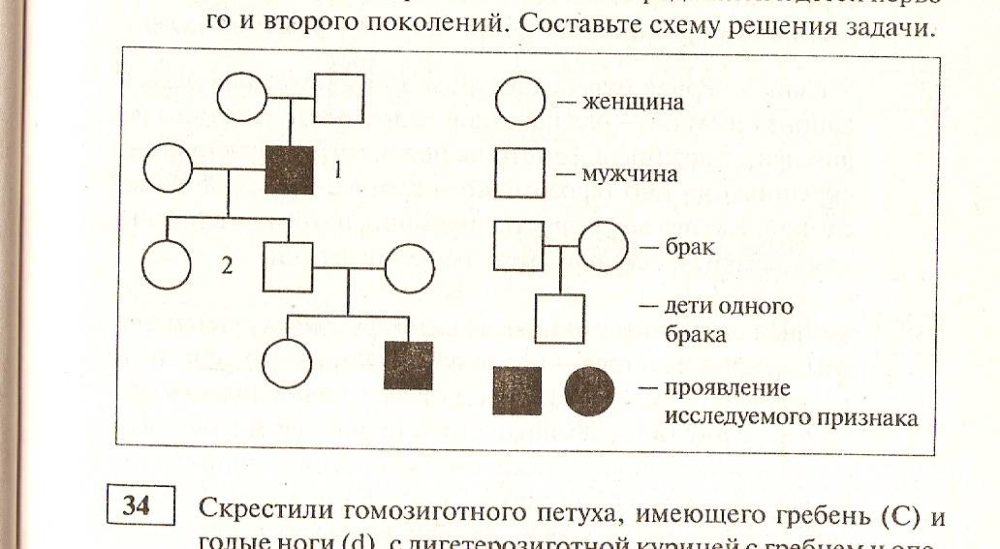 го и второго поколений. Составьте схему решения задачи.
— женщина
1
— мужчина
— брак
2
— дети одного
брака
— проявление
исследуемого признака
34
Скрестили гомозиготного петуха, имеющего гребень (С) и
голые ноги (d), с дигетерозиготной курицей с гребнем и